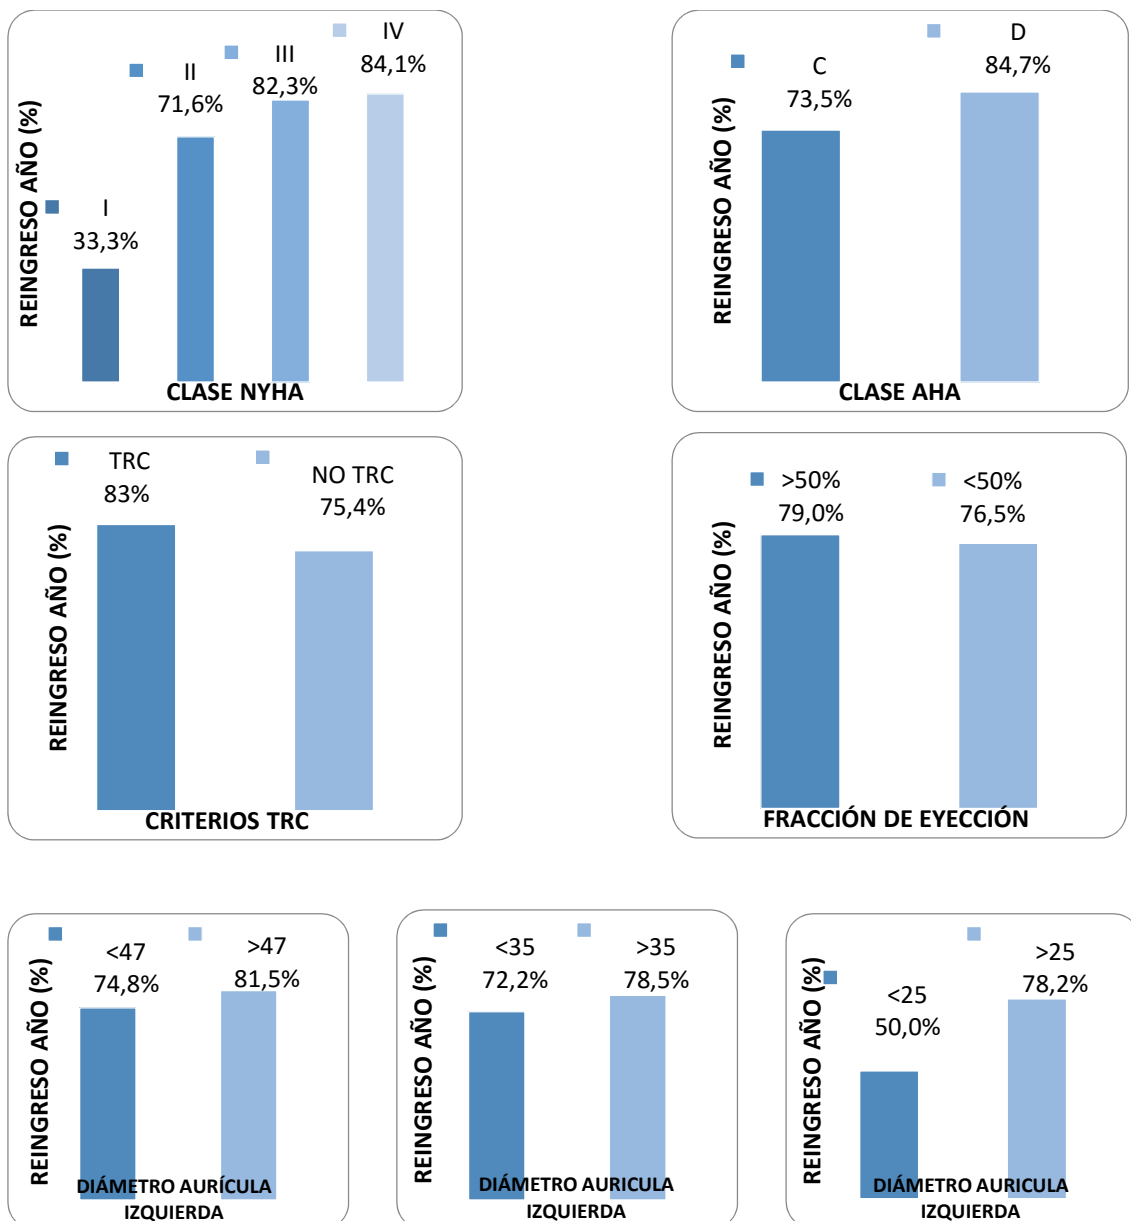 REINGRESO AÑO (%)
I
33,3%
II
71,6%
III
82,3%
IV
84,1%
CLASE NYHA
REINGRESO AÑO (%)
C
73,5%
D
84,7%
CLASE AHA
REINGRESO AÑO (%)
TRC
83%
NO TRC
75,4%
CRITERIOS TRC
REINGRESO AÑO (%)
>50%
79,0%
<50%
76,5%
FRACCIÓN DE EYECCIÓN
REINGRESO AÑO (%)
<47
74,8%
>47
81,5%
DIÁMETRO AURÍCULA
IZQUIERDA
REINGRESO AÑO (%)
<35
72,2%
>35
78,5%
DIÁMETRO AURICULA
IZQUIERDA
REINGRESO AÑO (%)
<25
50,0%
>25
78,2%
DIÁMETRO AURICULA
IZQUIERDA